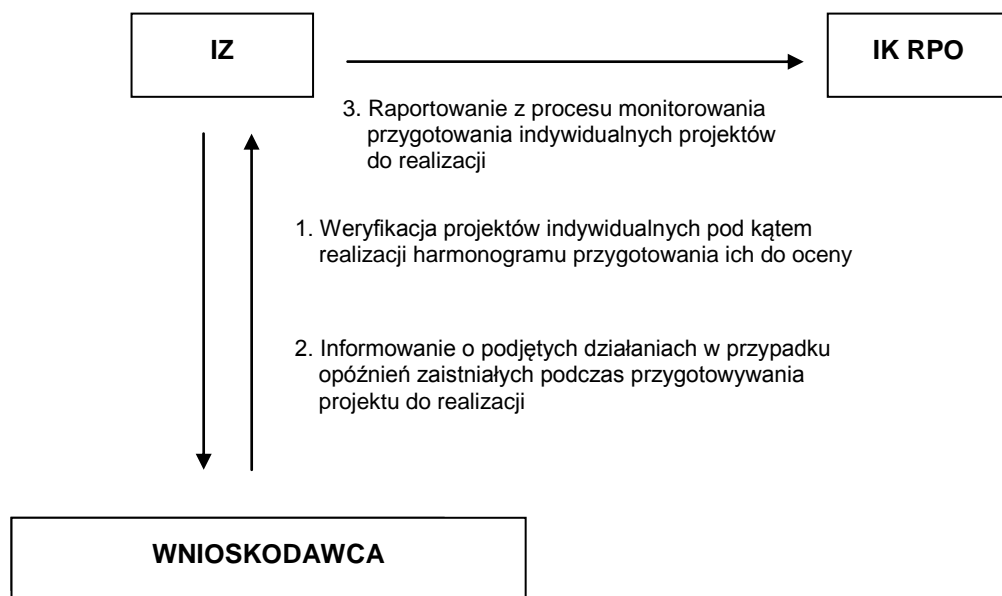 IZ
IK RPO
3. Raportowanie z procesu monitorowania
przygotowania indywidualnych projektów
do realizacji
1. Weryfikacja projektów indywidualnych pod kątem
realizacji harmonogramu przygotowania ich do oceny
2. Informowanie o podjętych działaniach w przypadku
opóźnień zaistniałych podczas przygotowywania
projektu do realizacji
WNIOSKODAWCA